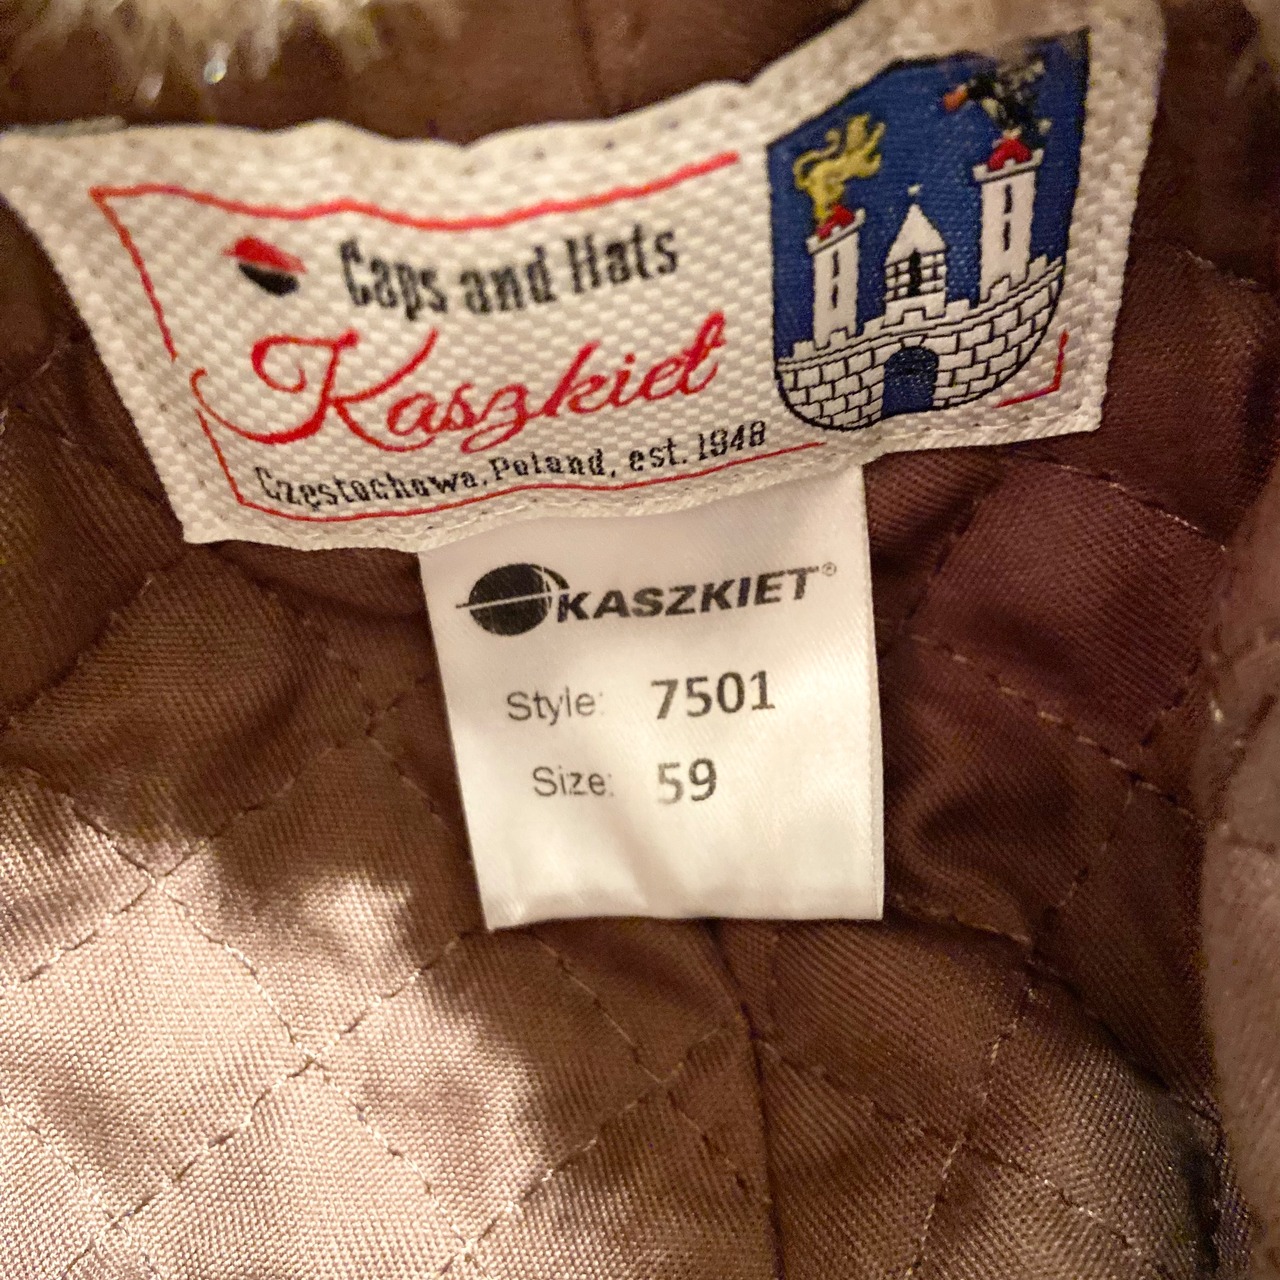 Caps and Hats
Kaszkiet
Częstochowa, Poland, est. 1948
KASZKIET®
Style: 7501
Size: 59